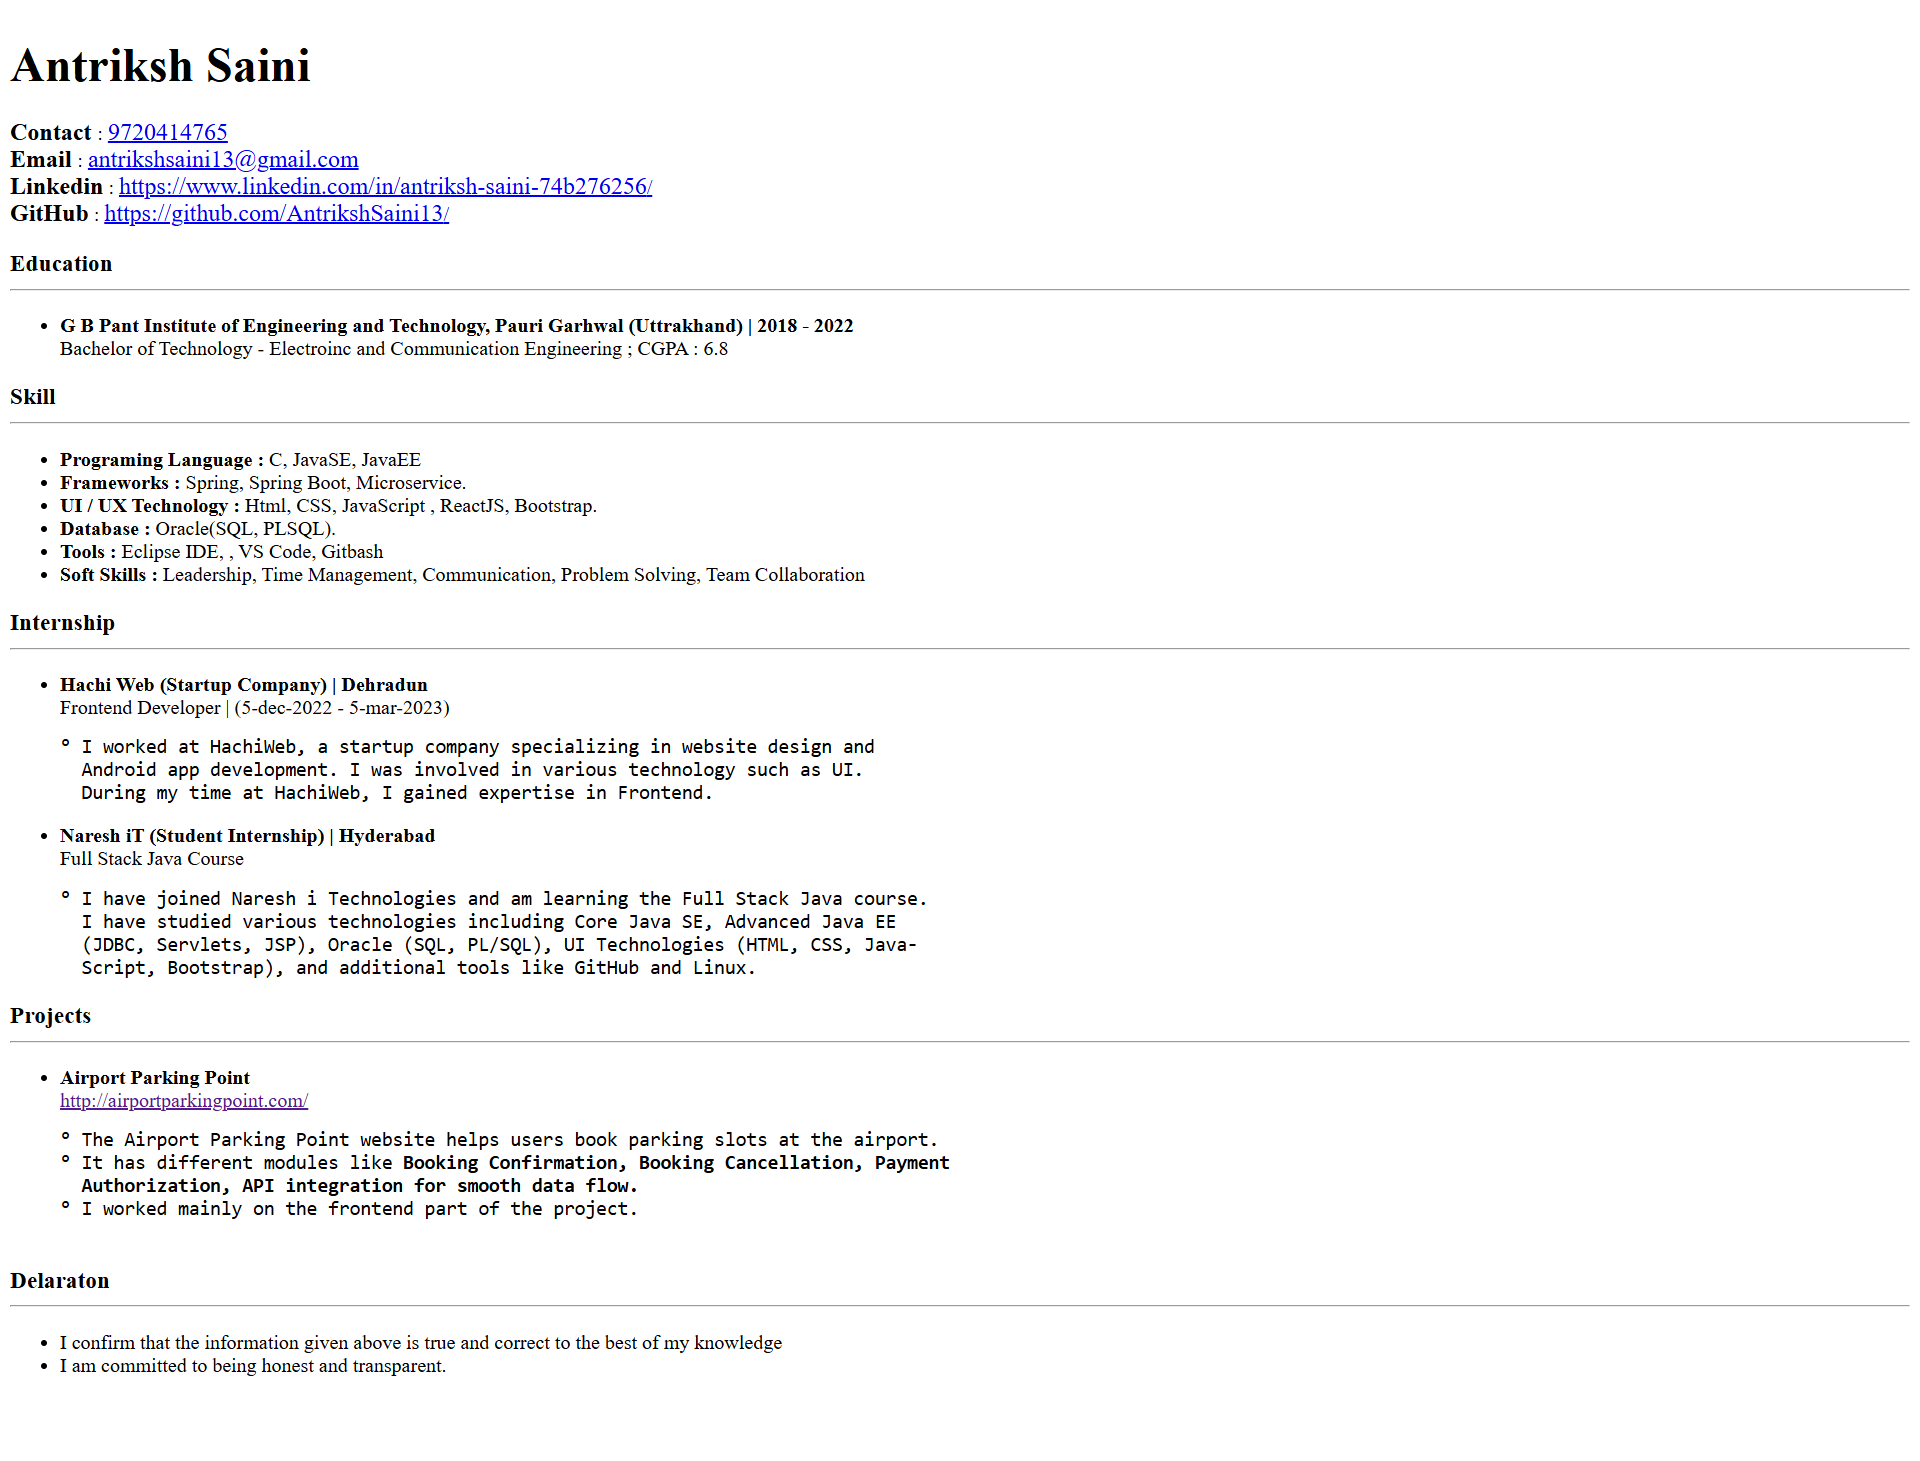 Antriksh Saini
Contact : 9720414765
Email : antrikshsaini13@gmail.com
Linkedin : https://www.linkedin.com/in/antriksh-saini-74b276256/
GitHub : https://github.com/AntrikshSaini13/
Education
• G B Pant Institute of Engineering and Technology, Pauri Garhwal (Uttrakhand) | 2018 - 2022
Bachelor of Technology - Electroinc and Communication Engineering ; CGPA : 6.8
Skill
• Programing Language : C, JavaSE, JavaEE
• Frameworks : Spring, Spring Boot, Microservice.
• UI / UX Technology : Html, CSS, JavaScript , ReactJS, Bootstrap.
• Database : Oracle(SQL, PLSQL).
• Tools : Eclipse IDE, , VS Code, Gitbash
• Soft Skills : Leadership, Time Management, Communication, Problem Solving, Team Collaboration
Internship
• Hachi Web (Startup Company) | Dehradun
Frontend Developer | (5-dec-2022 - 5-mar-2023)
° I worked at HachiWeb, a startup company specializing in website design and
Android app development. I was involved in various technology such as UI.
During my time at HachiWeb, I gained expertise in Frontend.
• Naresh iT (Student Internship) | Hyderabad
Full Stack Java Course
° I have joined Naresh i Technologies and am learning the Full Stack Java course.
I have studied various technologies including Core Java SE, Advanced Java EE
(JDBC, Servlets, JSP), Oracle (SQL, PL/SQL), UI Technologies (HTML, CSS, Java-
Script, Bootstrap), and additional tools like GitHub and Linux.
Projects
• Airport Parking Point
http://airportparkingpoint.com/
° The Airport Parking Point website helps users book parking slots at the airport.
° It has different modules like Booking Confirmation, Booking Cancellation, Payment
Authorization, API integration for smooth data flow.
° I worked mainly on the frontend part of the project.
Delaraton
• I confirm that the information given above is true and correct to the best of my knowledge
• I am committed to being honest and transparent.